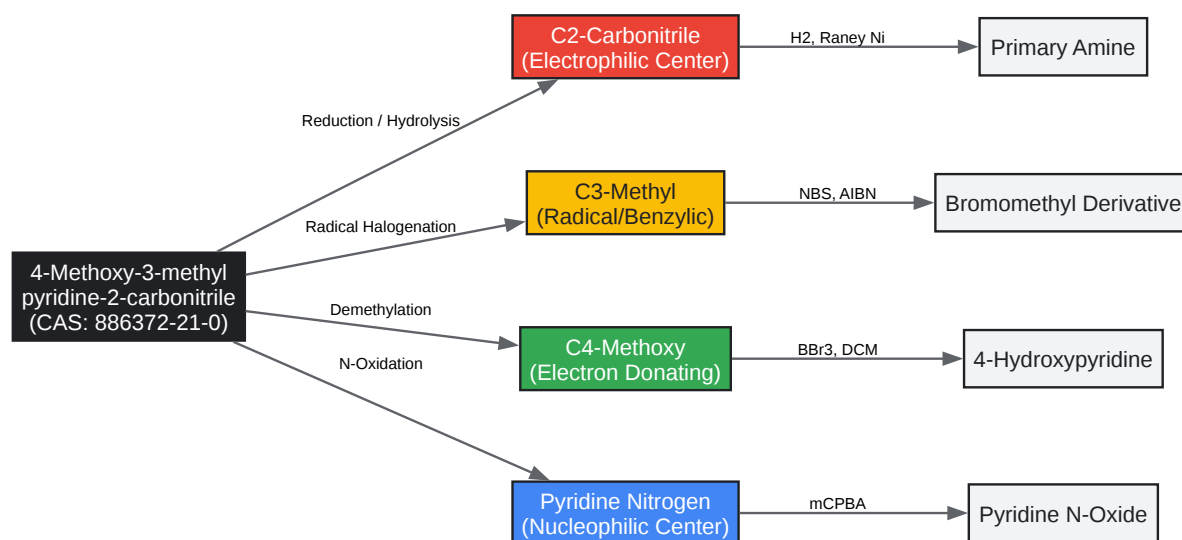 4-Methoxy-3-methyl
pyridine-2-carbonitrile
(CAS: 886372-21-0)
Reduction / Hydrolysis
C2-Carbonitrile
(Electrophilic Center)
H2, Raney Ni
Primary Amine
Radical Halogenation
C3-Methyl
(Radical/Benzylic)
NBS, AIBN
Bromomethyl Derivative
Demethylation
C4-Methoxy
(Electron Donating)
BBr3, DCM
4-Hydroxypyridine
N-Oxidation
Pyridine Nitrogen
(Nucleophilic Center)
mCPBA
Pyridine N-Oxide